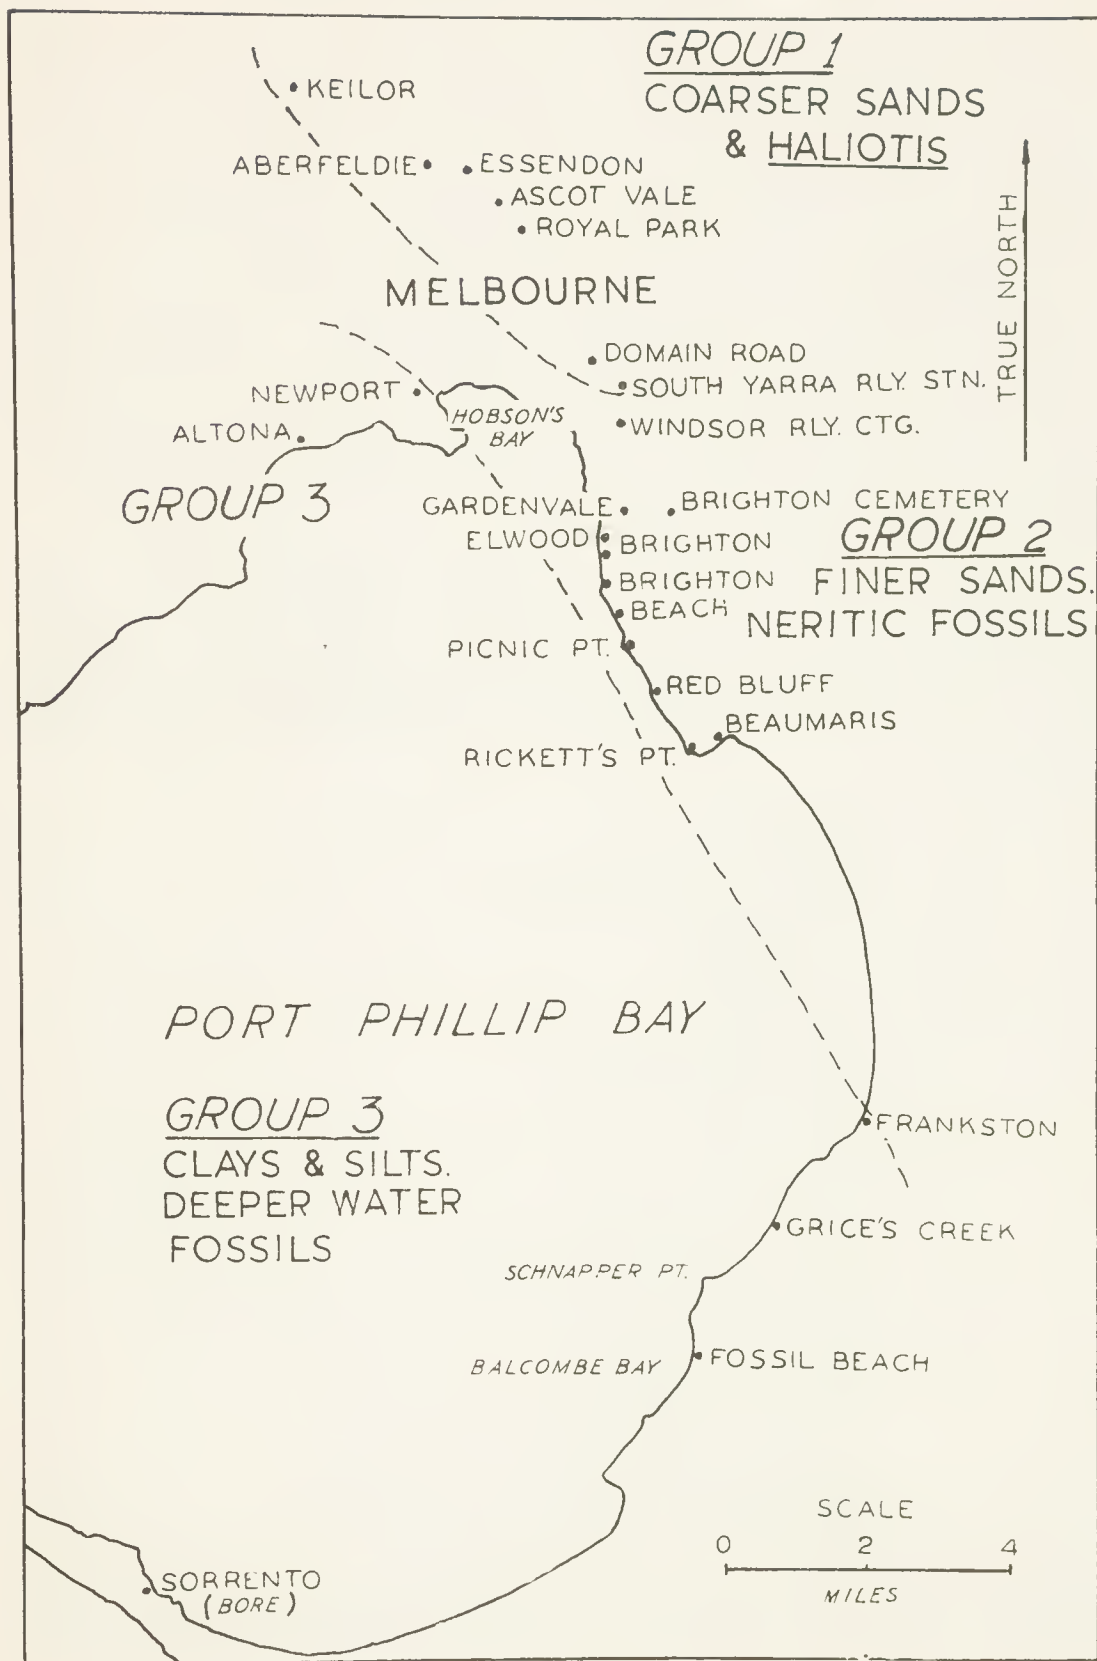 GROUP 1
COARSER SANDS
& HALIOTIS
KEILOR
ABERFELDIE
ESSENDON
ASCOT VALE
ROYAL PARK
TRUE NORTH
MELBOURNE
DOMAIN ROAD
SOUTH YARRA RLY. STN.
NEWPORT
HOBSON'S
BAY
WINDSOR RLY. CTG.
ALTONA
GROUP 3
GARDENVALE
BRIGHTON CEMETERY
ELWOOD
BRIGHTON
GROUP 2
FINER SANDS.
NERITIC FOSSILS
BRIGHTON
BEACH
PICNIC PT.
RED BLUFF
BEAUMARIS
RICKETT'S PT.
PORT PHILLIP BAY
GROUP 3
CLAYS & SILTS.
DEEPER WATER
FOSSILS
FRANKSTON
GRICE'S CREEK
SCHNAPPER PT.
BALCOMBE BAY
FOSSIL BEACH
SCALE
0 2 4
MILES
SORRENTO
(BORE)